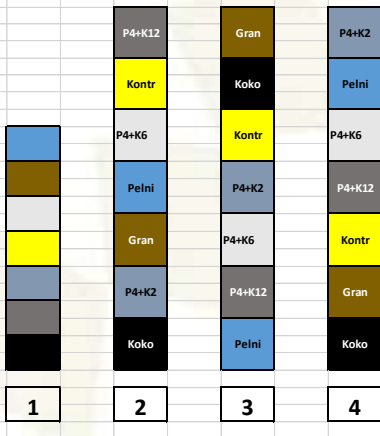 P4+K12 Gran P4+K2
Kontr Koko Pelni
P4+K6 Kontr P4+K6
Pelni P4+K2 P4+K12
Gran P4+K6 Kontr
P4+K2 P4+K12 Gran
Koko Pelni Koko
1 2 3 4